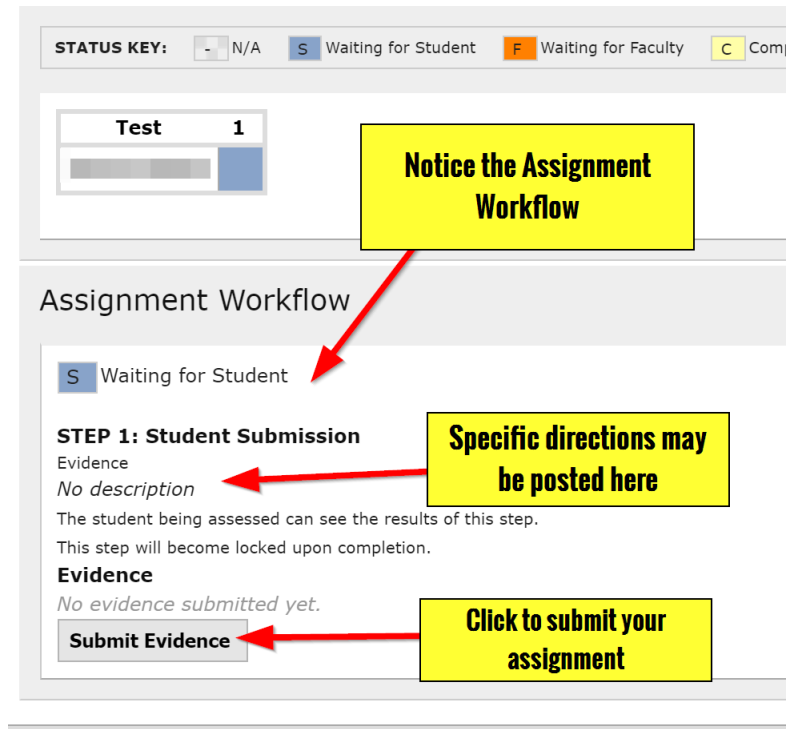 STATUS KEY: - N/A S Waiting for Student F Waiting for Faculty C Comp
Test 1
Notice the Assignment
Workflow
Assignment Workflow
S Waiting for Student
STEP 1: Student Submission
Evidence
No description
Specific directions may
be posted here
The student being assessed can see the results of this step.
This step will become locked upon completion.
Evidence
No evidence submitted yet.
Submit Evidence
Click to submit your
assignment